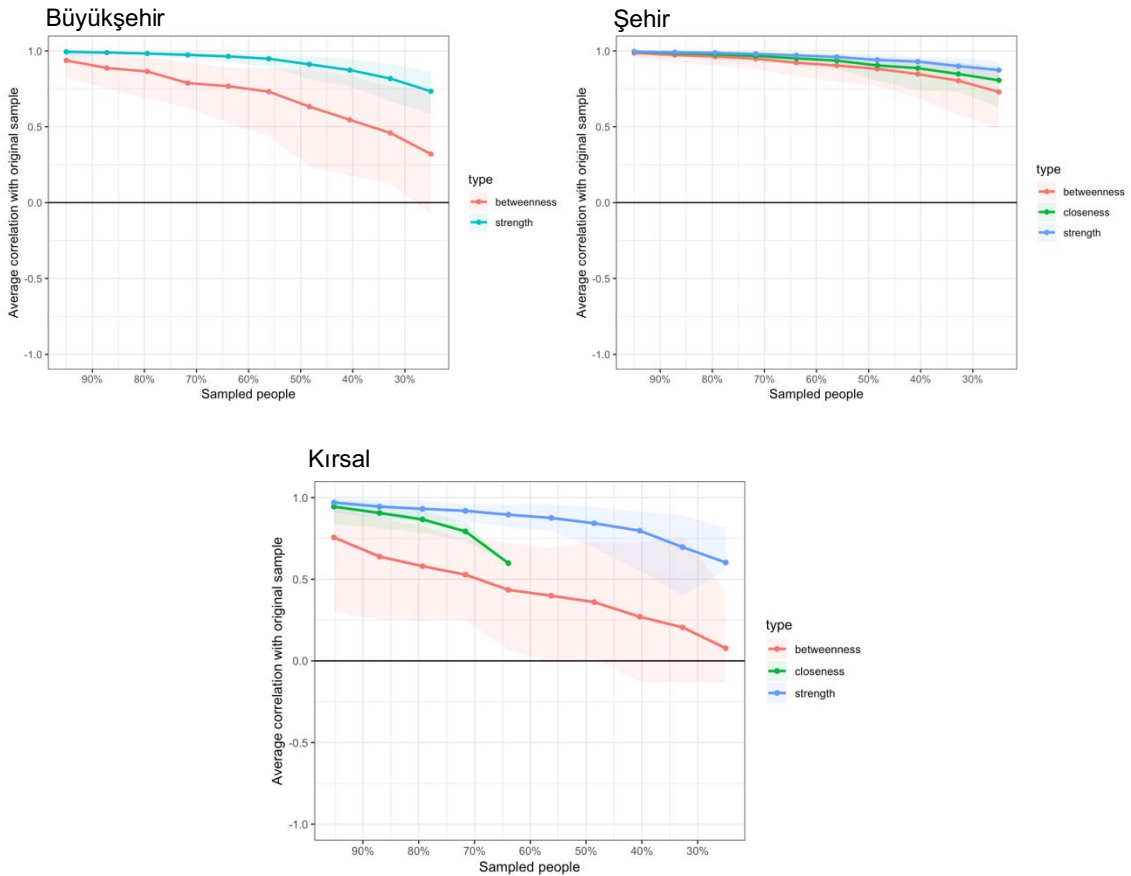 Büyükşehir
1.0
0.5
0.0
-0.5
-1.0
Average correlation with original sample
90% 80% 70% 60% 50% 40% 30%
Sampled people
type
betweenness
strength
Şehir
1.0
0.5
0.0
-0.5
-1.0
Average correlation with original sample
90% 80% 70% 60% 50% 40% 30%
Sampled people
type
betweenness
closeness
strength
Kırsal
1.0
0.5
0.0
-0.5
-1.0
Average correlation with original sample
90% 80% 70% 60% 50% 40% 30%
Sampled people
type
betweenness
closeness
strength